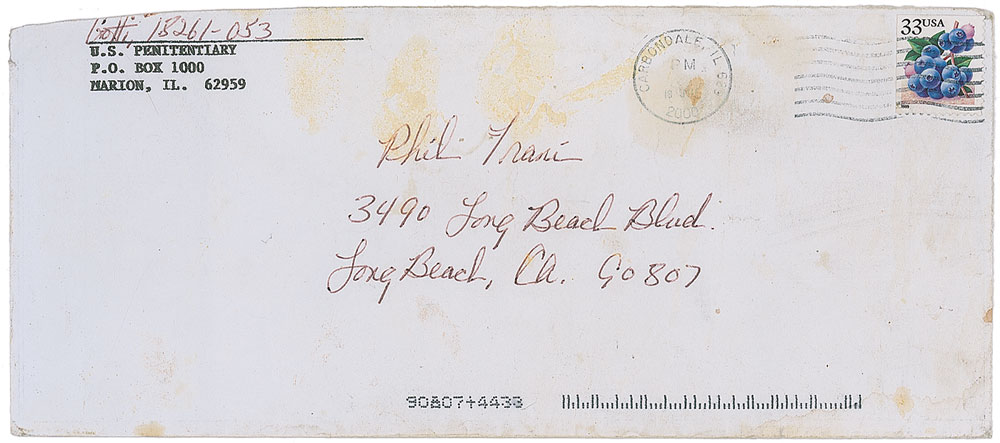 Gotti, 18261-053
U.S. PENITENTIARY
P.O. BOX 1000
MARION, IL. 62959
33USA
CARBONDALE, IL
PM
2000
Phil Trani
3490 Long Beach Blvd.
Long Beach, Ca. 90807
90807+4438